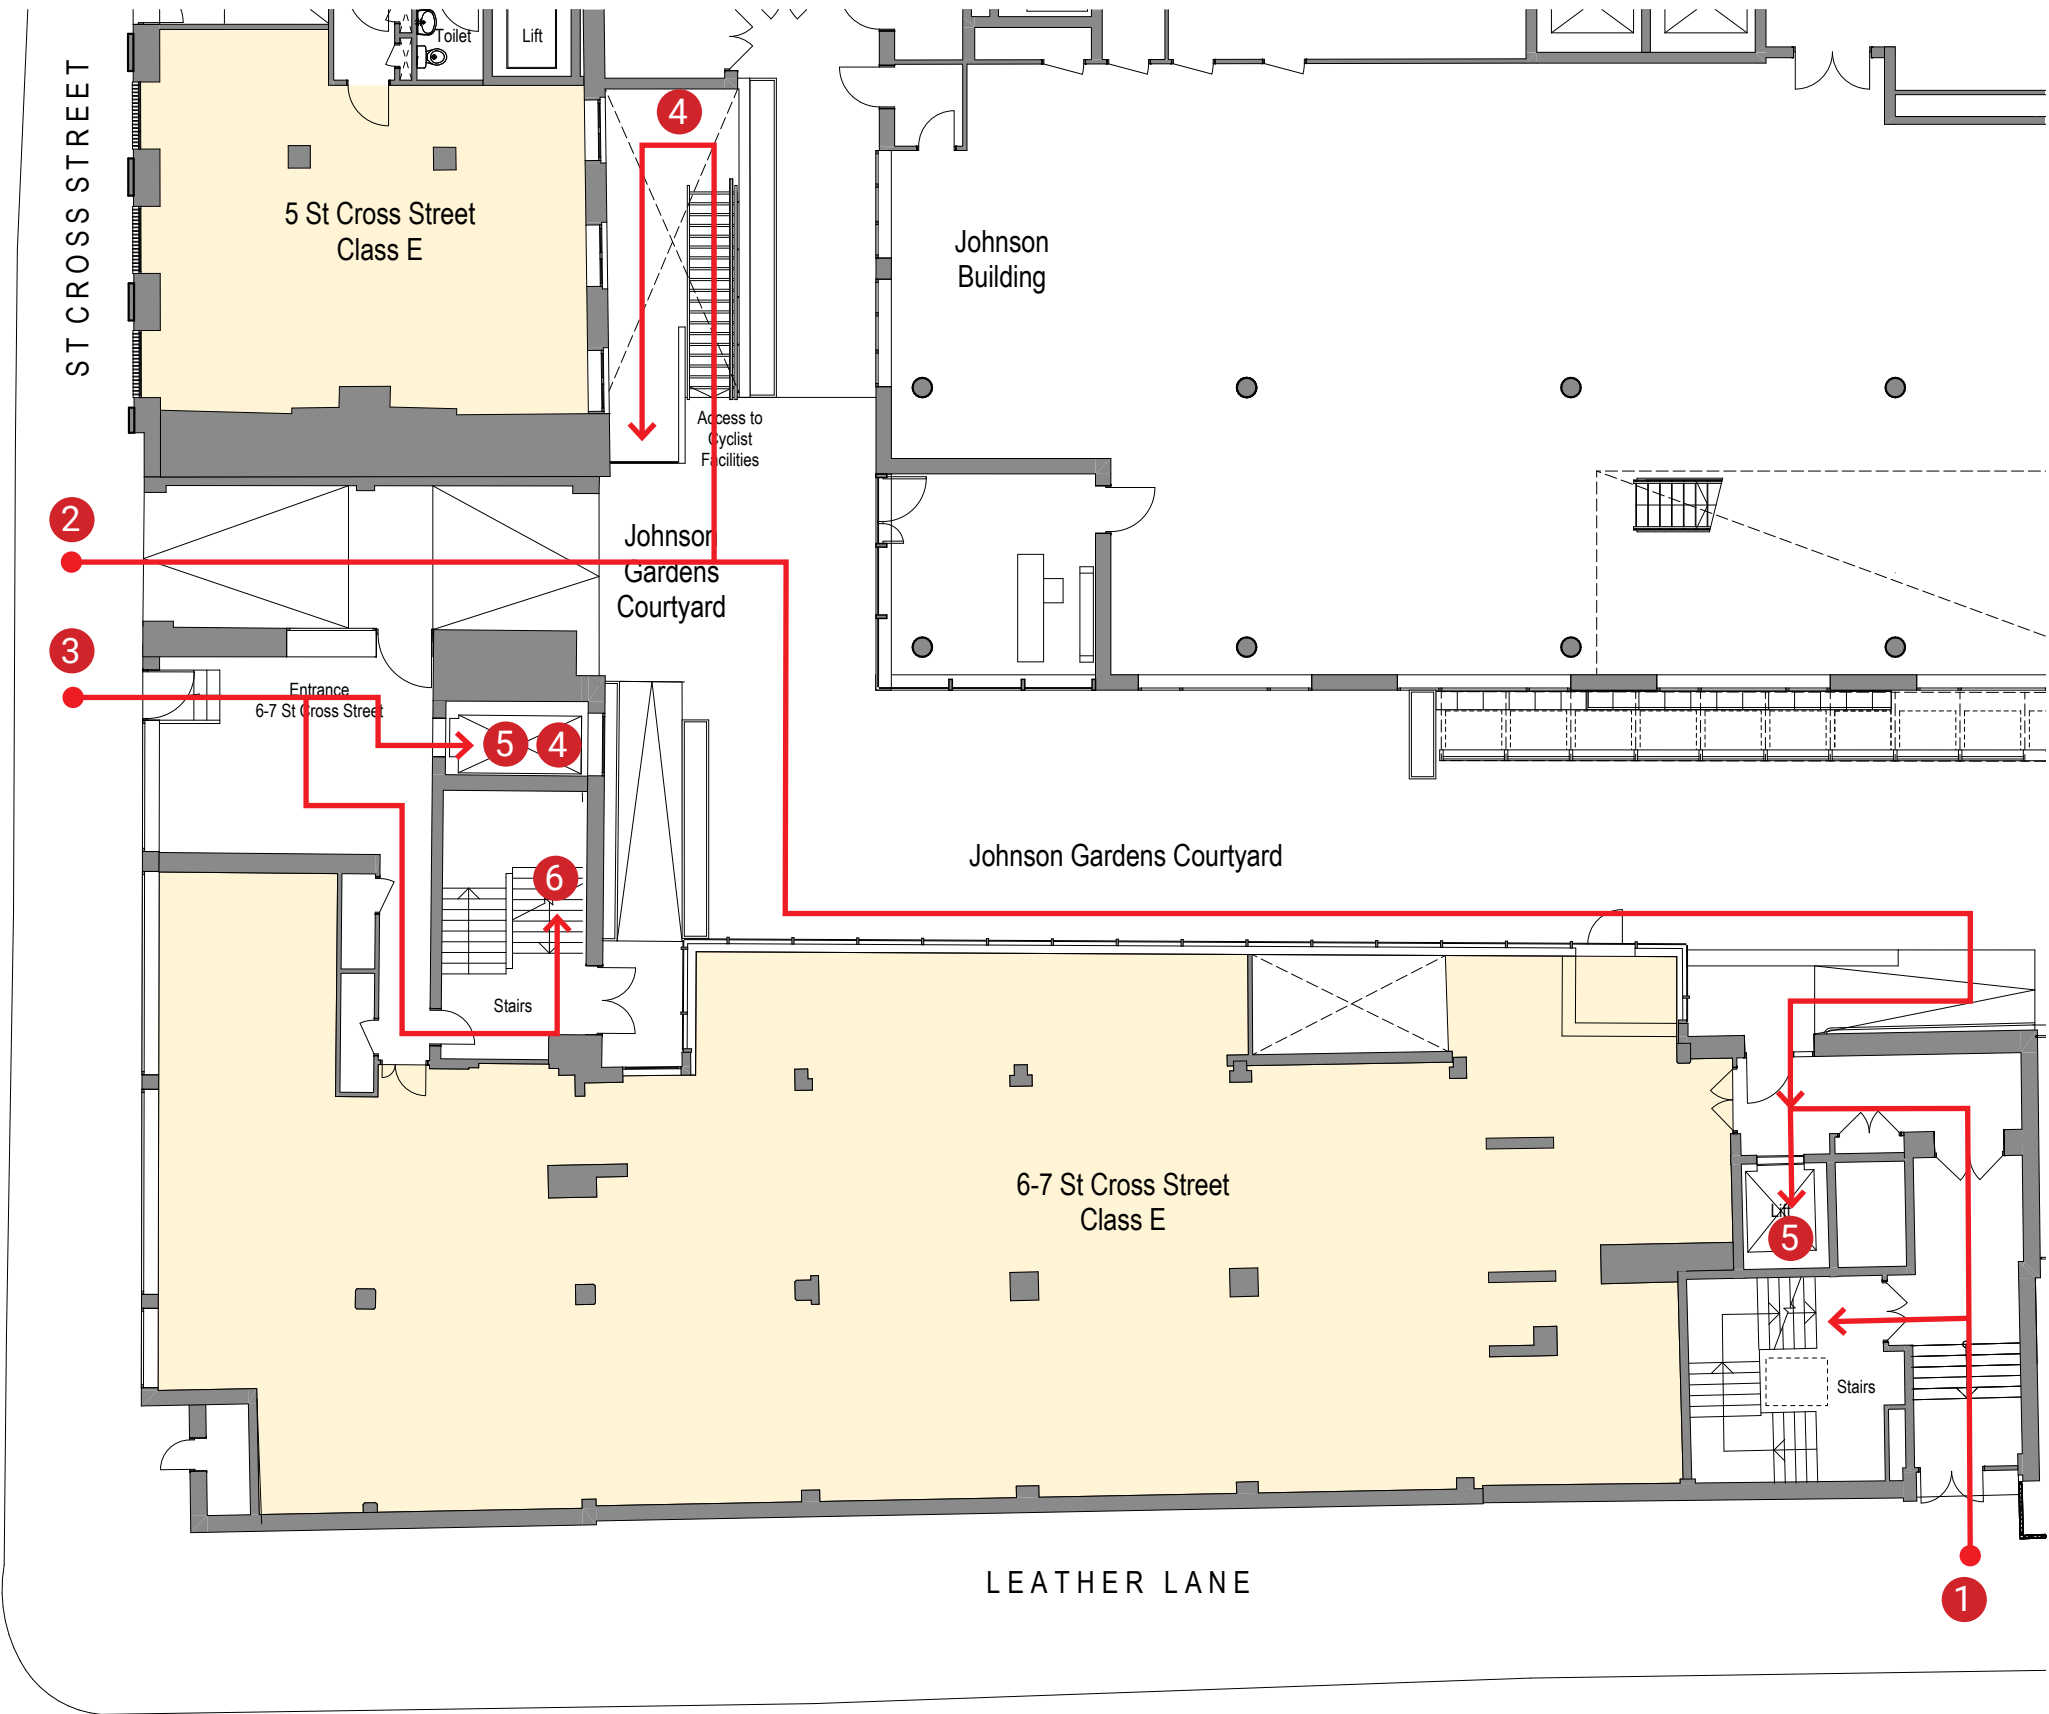 Toilet
Lift
4
ST CROSS STREET
5 St Cross Street
Class E
Johnson
Building
Access to
Cyclist
Facilities
2
Johnson
Gardens
Courtyard
3
Entrance
6-7 St Cross Street
5
4
Johnson Gardens Courtyard
6
Stairs
6-7 St Cross Street
Class E
Lift
5
Stairs
LEATHER LANE
1